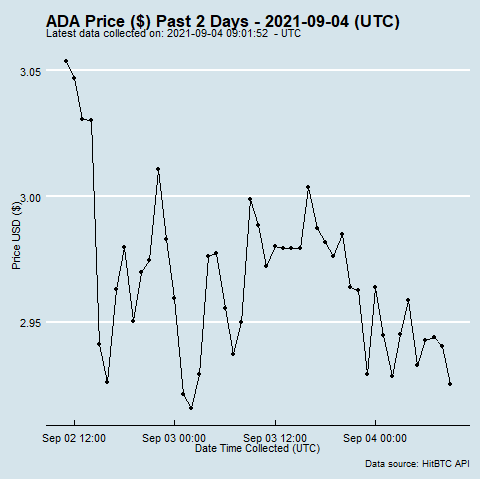 ADA Price ($) Past 2 Days - 2021-09-04 (UTC)
Latest data collected on: 2021-09-04 09:01:52 - UTC
3.05
3.00
2.95
Price USD ($)
Sep 02 12:00 Sep 03 00:00 Sep 03 12:00 Sep 04 00:00
Date Time Collected (UTC)
Data source: HitBTC API